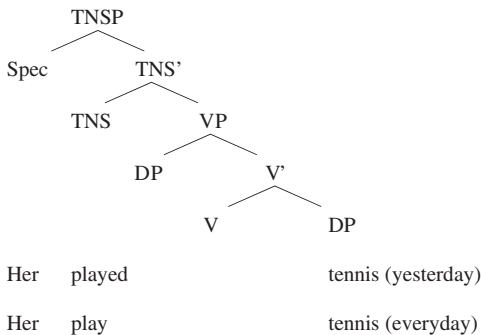 TNSP
Spec TNS’
TNS VP
DP V’
V DP
Her played tennis (yesterday)
Her play tennis (everyday)